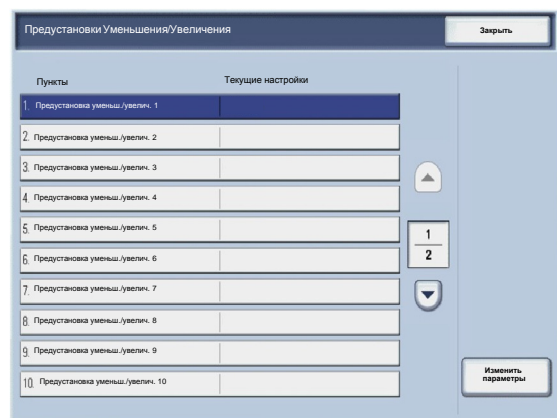 Предустановки Уменьшения/Увеличения
Закрыть
Пункты Текущие настройки
1. Предустановка уменьш./увелич. 1
2. Предустановка уменьш./увелич. 2
3. Предустановка уменьш./увелич. 3
4. Предустановка уменьш./увелич. 4
5. Предустановка уменьш./увелич. 5
6. Предустановка уменьш./увелич. 6
7. Предустановка уменьш./увелич. 7
8. Предустановка уменьш./увелич. 8
9. Предустановка уменьш./увелич. 9
10. Предустановка уменьш./увелич. 10
1
2
Изменить
параметры